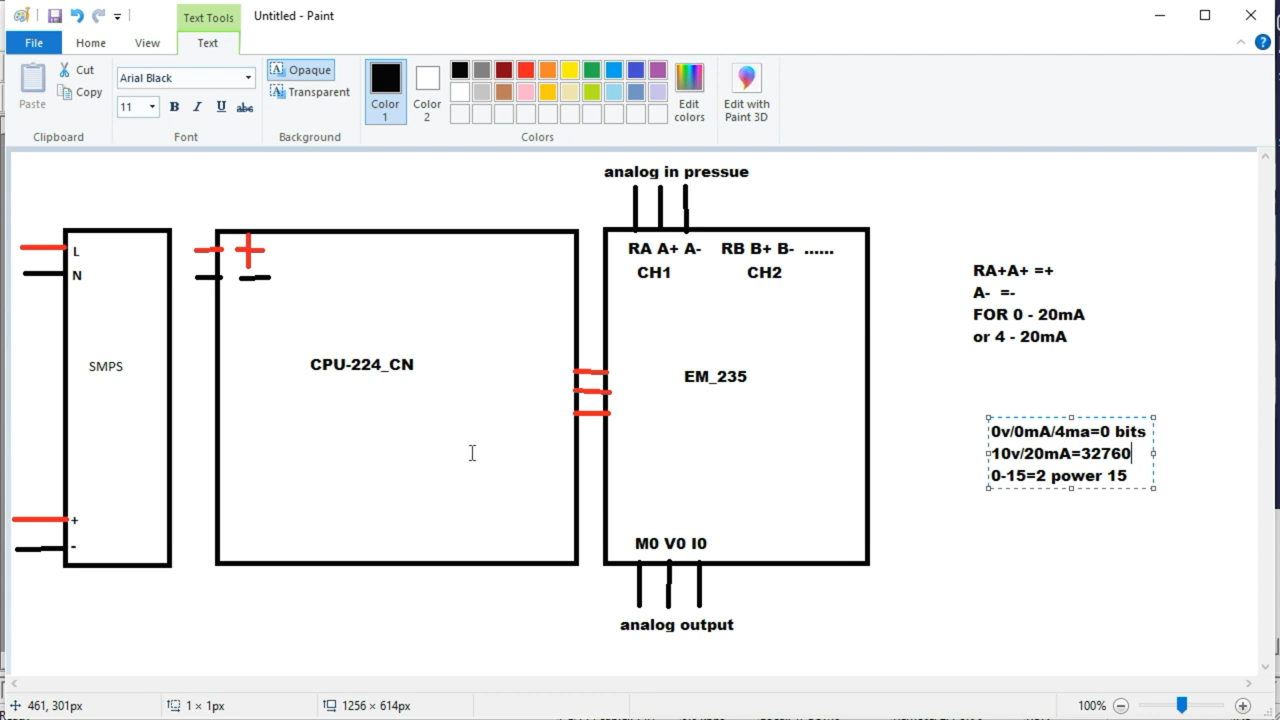 Text Tools
Untitled - Paint
File
Home
View
Text
Paste
Cut
Copy
Clipboard
Arial Black
11
B I U abc
Font
Opaque
Transparent
Background
Color 1
Color 2
Edit colors
Colors
Edit with Paint 3D
analog in pressue
L
N
SMPS
+
-
CPU-224_CN
RA A+ A- RB B+ B- ......
CH1 CH2
EM_235
M0 V0 I0
analog output
RA+A+ =+
A- =-
FOR 0 - 20mA
or 4 - 20mA
0v/0mA/4ma=0 bits
10v/20mA=32760
0-15=2 power 15
461, 301px
1 × 1px
1256 × 614px
100%